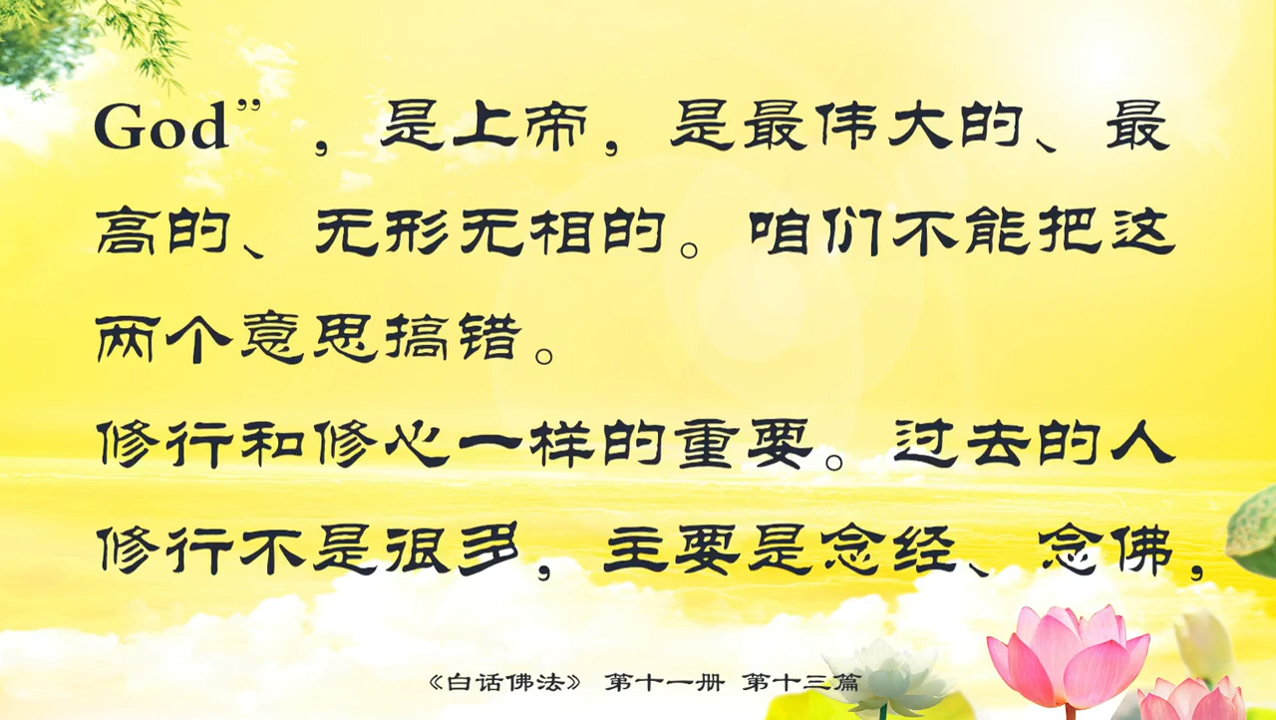 God”，是上帝，是最伟大的、最
高的、无形无相的。咱们不能把这
两个意思搞错。
修行和修心一样的重要。过去的人
修行不是很多，主要是念经、念佛，
《白话佛法》 第十一册 第十三篇